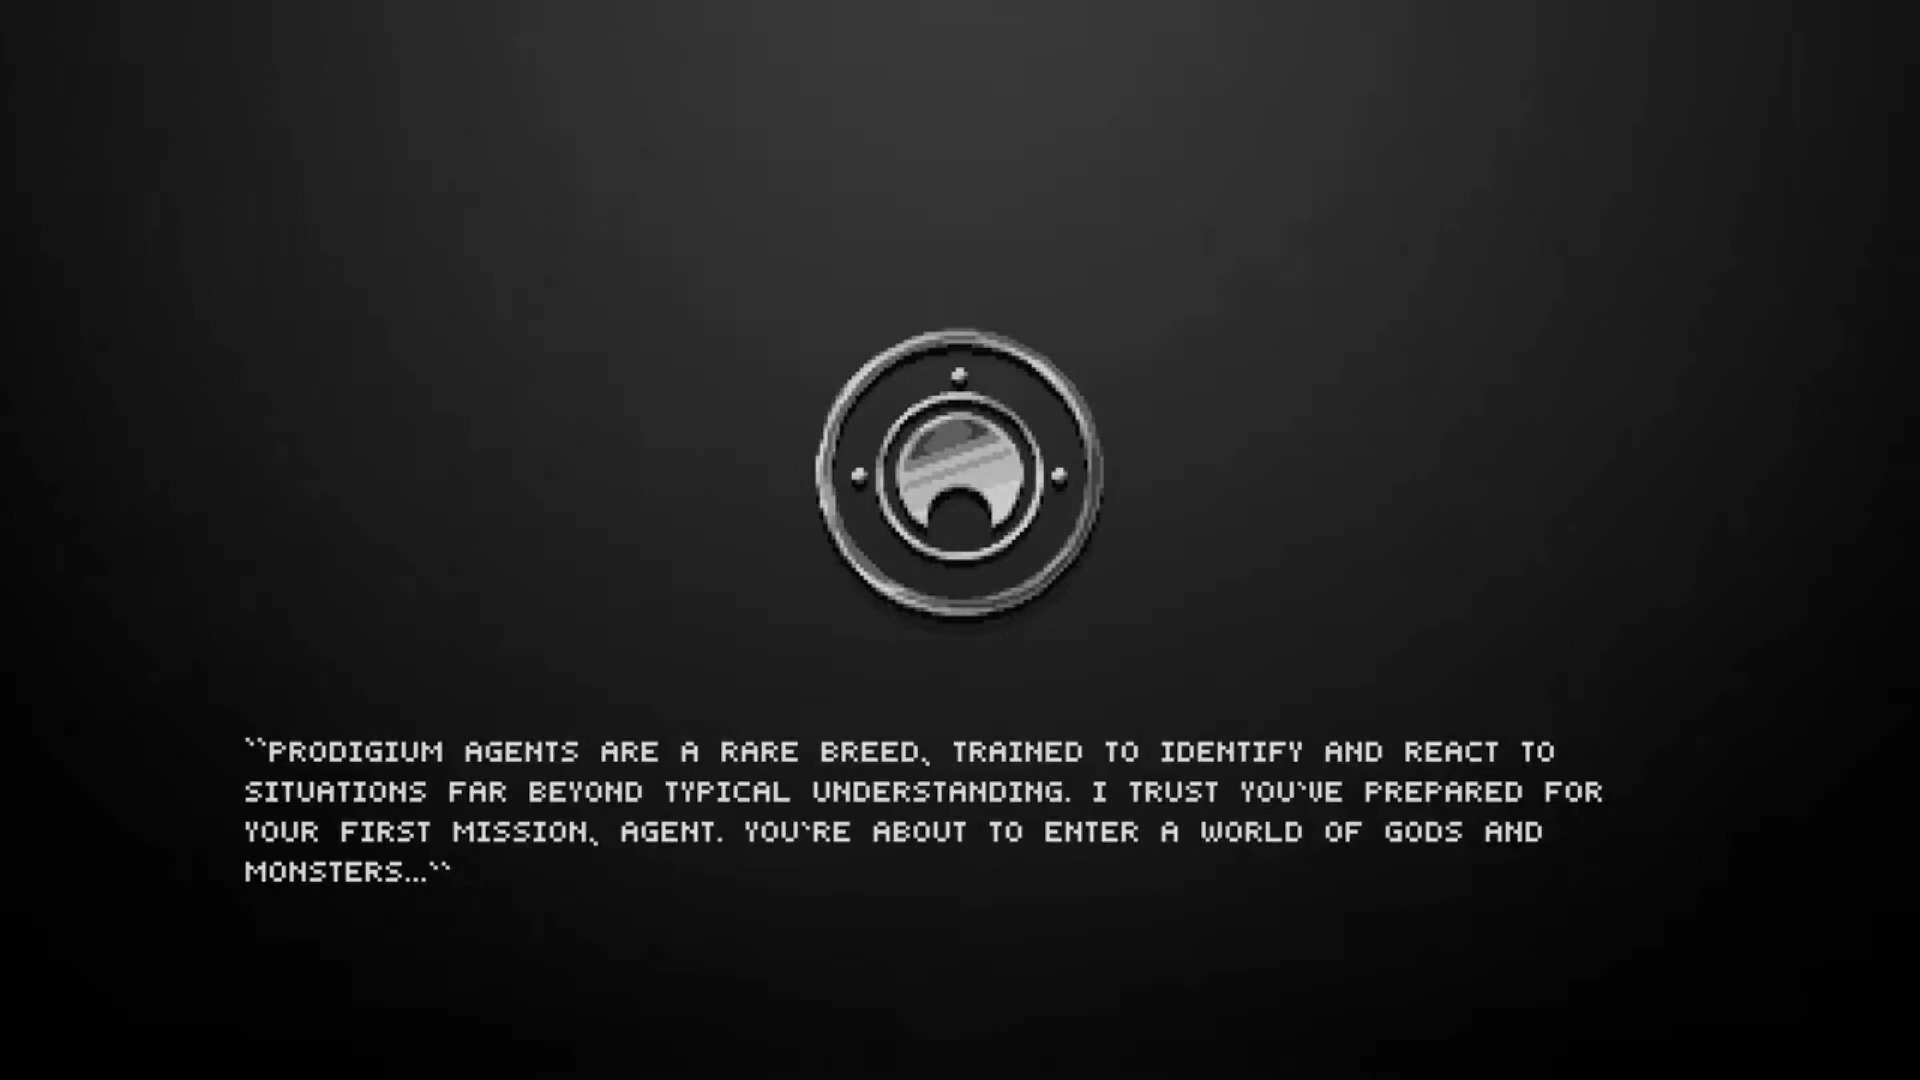 ``PRODIGIUM AGENTS ARE A RARE BREED, TRAINED TO IDENTIFY AND REACT TO
SITUATIONS FAR BEYOND TYPICAL UNDERSTANDING. I TRUST YOU`VE PREPARED FOR
YOUR FIRST MISSION, AGENT. YOU`RE ABOUT TO ENTER A WORLD OF GODS AND
MONSTERS...``